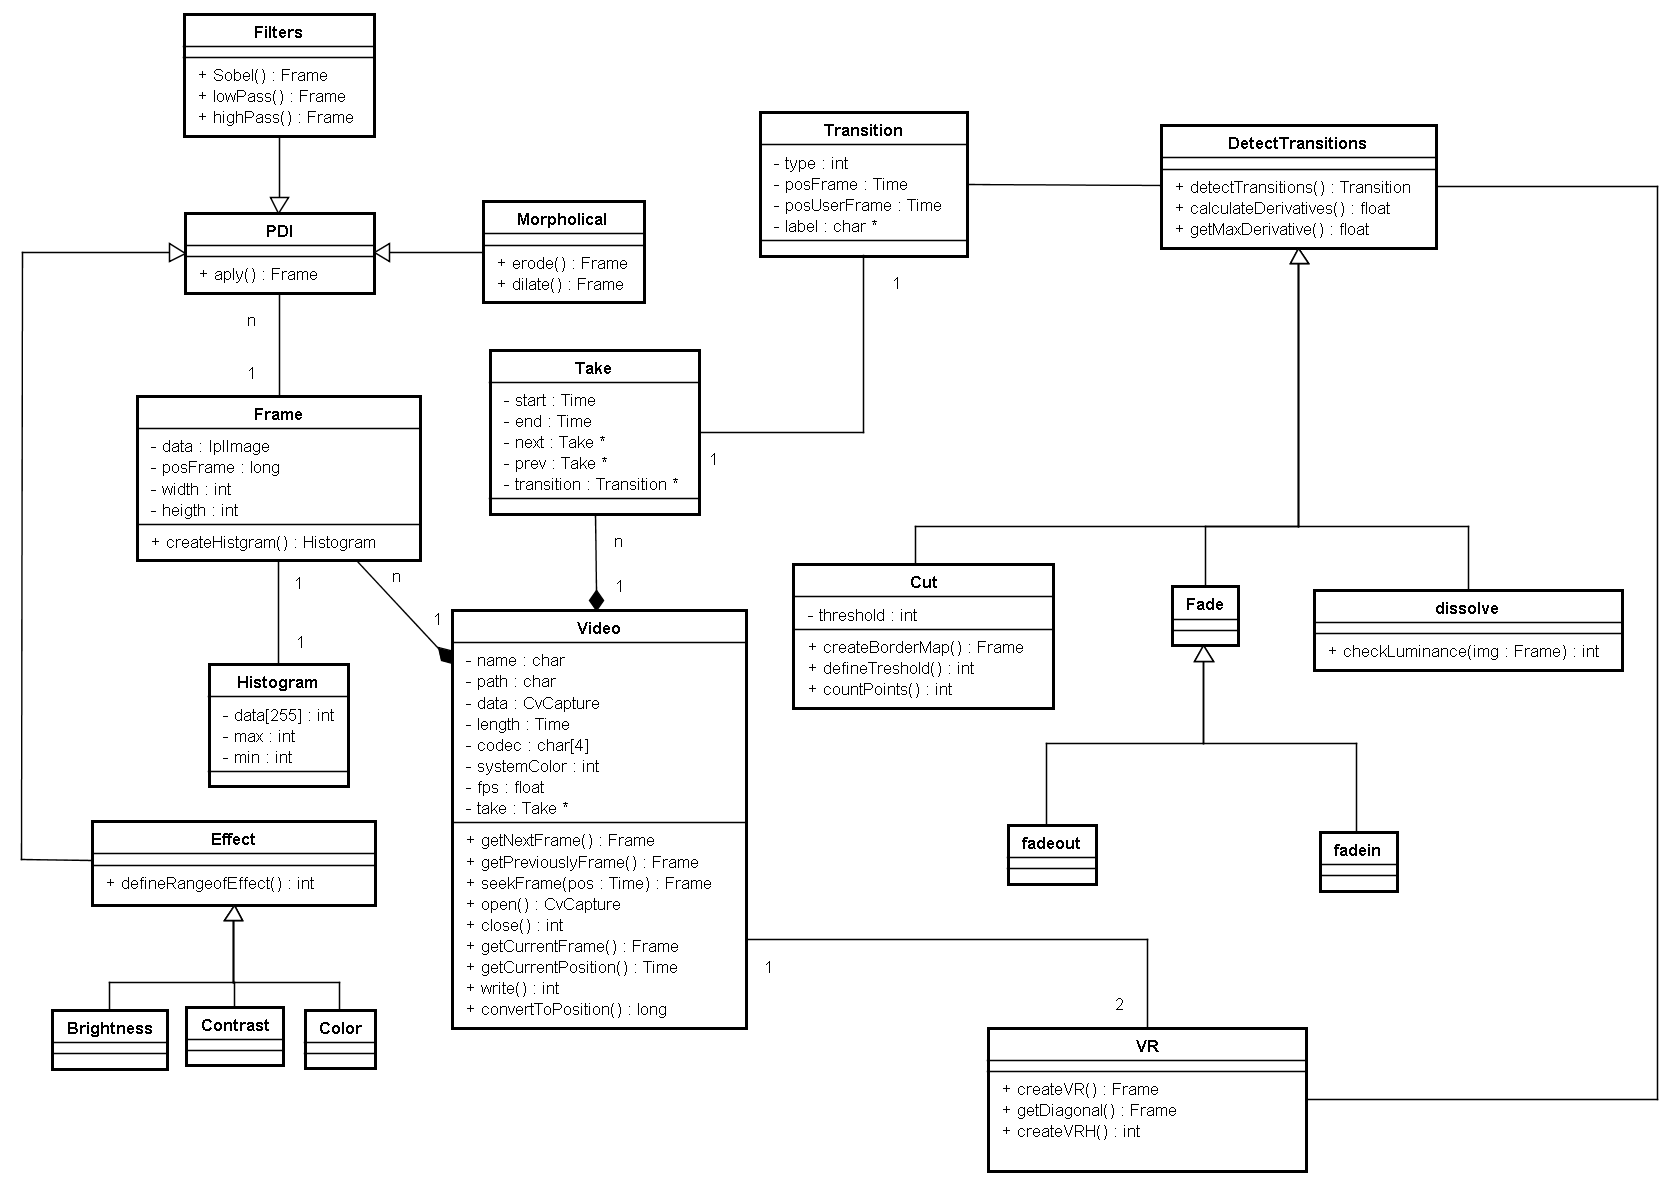 Filters
+ Sobel() : Frame
+ lowPass() : Frame
+ highPass() : Frame
PDI
+ aply() : Frame
Morpholical
+ erode() : Frame
+ dilate() : Frame
Transition
- type : int
- posFrame : Time
- posUserFrame : Time
- label : char *
DetectTransitions
+ detectTransitions() : Transition
+ calculateDerivatives() : float
+ getMaxDerivative() : float
n
1
1
1
Frame
- data : IplImage
- posFrame : long
- width : int
- heigth : int
+ createHistgram() : Histogram
Take
- start : Time
- end : Time
- next : Take *
- prev : Take *
- transition : Transition *
1
1
n
1
n
1
Histogram
- data[255] : int
- max : int
- min : int
Video
- name : char
- path : char
- data : CvCapture
- length : Time
- codec : char[4]
- systemColor : int
- fps : float
- take : Take *
+ getNextFrame() : Frame
+ getPreviouslyFrame() : Frame
+ seekFrame(pos : Time) : Frame
+ open() : CvCapture
+ close() : int
+ getCurrentFrame() : Frame
+ getCurrentPosition() : Time
+ write() : int
+ convertToPosition() : long
Cut
- threshold : int
+ createBorderMap() : Frame
+ defineTreshold() : int
+ countPoints() : int
Fade
dissolve
+ checkLuminance(img : Frame) : int
fadeout
fadein
Effect
+ defineRangeofEffect() : int
Brightness
Contrast
Color
1
2
VR
+ createVR() : Frame
+ getDiagonal() : Frame
+ createVRH() : int